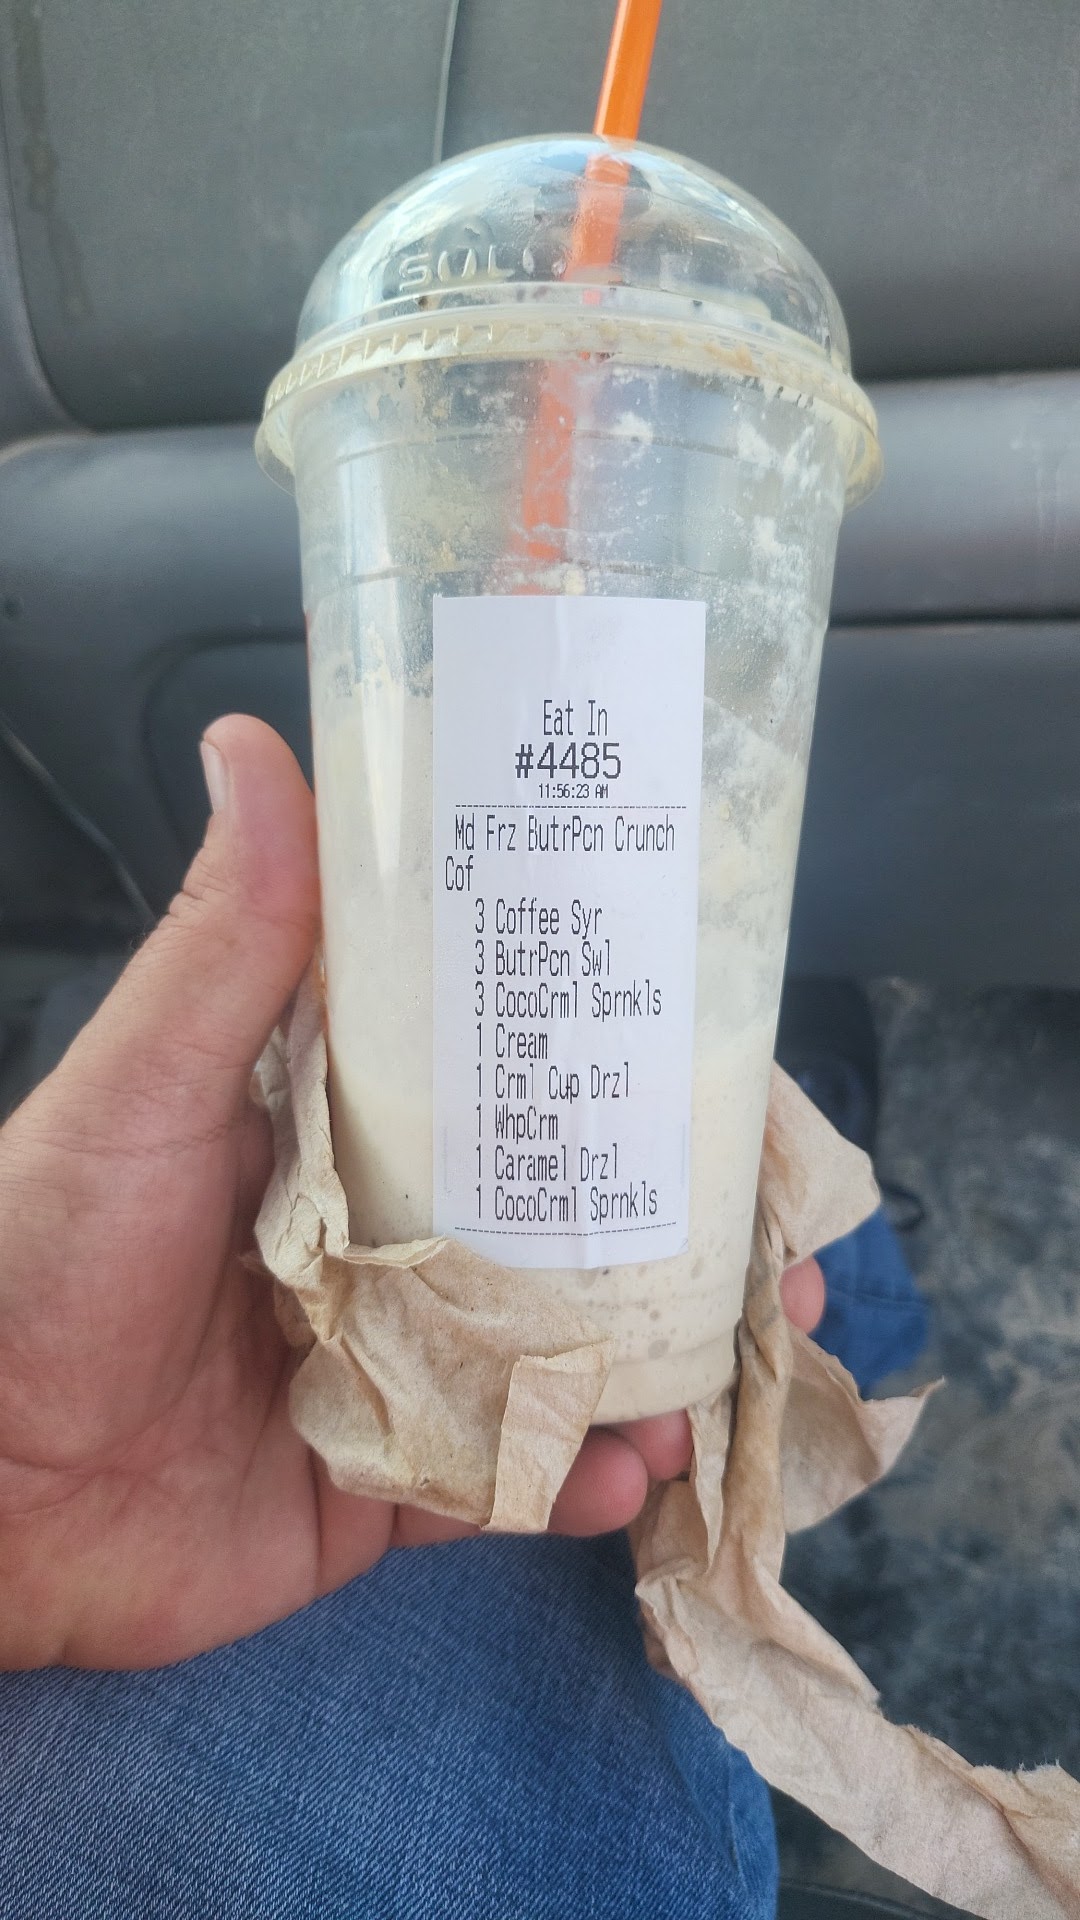 SOLO
Eat In
#4485
11:56:23 AM
Md Frz ButrPcn Crunch
Cof
3 Coffee Syr
3 ButrPcn Swl
3 CocoCrml Sprnkls
1 Cream
1 Crml Cup Drzl
1 WhpCrm
1 Caramel Drzl
1 CocoCrml Sprnkls